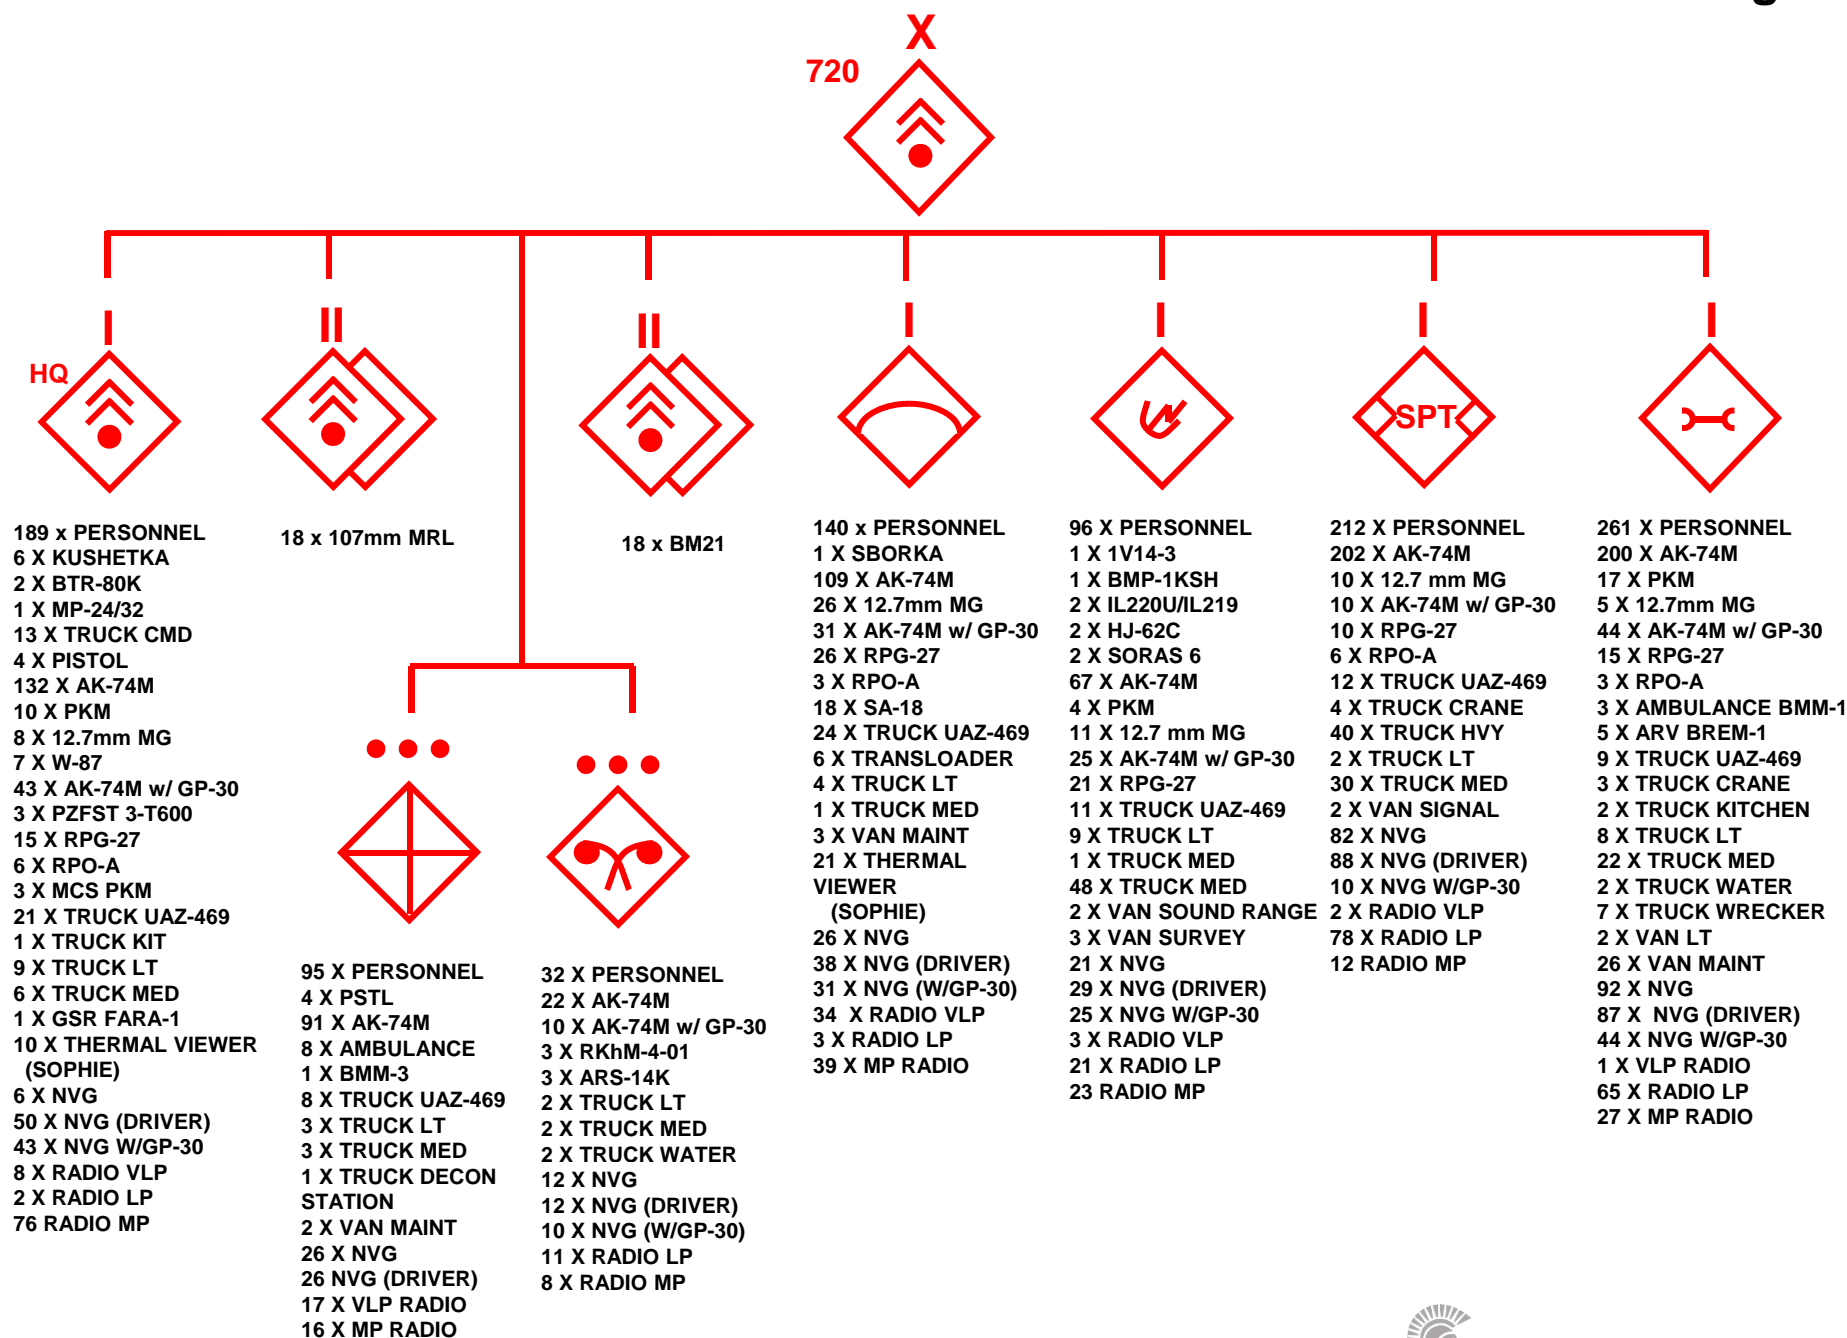 X
720
I
HQ
189 x PERSONNEL
6 X KUSHETKA
2 X BTR-80K
1 X MP-24/32
13 X TRUCK CMD
4 X PISTOL
132 X AK-74M
10 X PKM
8 X 12.7mm MG
7 X W-87
43 X AK-74M w/ GP-30
3 X PZFST 3-T600
15 X RPG-27
6 X RPO-A
3 X MCS PKM
21 X TRUCK UAZ-469
1 X TRUCK KIT
9 X TRUCK LT
6 X TRUCK MED
1 X GSR FARA-1
10 X THERMAL VIEWER
(SOPHIE)
6 X NVG
50 X NVG (DRIVER)
43 X NVG W/GP-30
8 X RADIO VLP
2 X RADIO LP
76 RADIO MP
II
18 x 107mm MRL
95 X PERSONNEL
4 X PSTL
91 X AK-74M
8 X AMBULANCE
1 X BMM-3
8 X TRUCK UAZ-469
3 X TRUCK LT
3 X TRUCK MED
1 X TRUCK DECON
STATION
2 X VAN MAINT
26 X NVG
26 NVG (DRIVER)
17 X VLP RADIO
16 X MP RADIO
32 X PERSONNEL
22 X AK-74M
10 X AK-74M w/ GP-30
3 X RKhM-4-01
3 X ARS-14K
2 X TRUCK LT
2 X TRUCK MED
2 X TRUCK WATER
12 X NVG
12 X NVG (DRIVER)
10 X NVG (W/GP-30)
11 X RADIO LP
8 X RADIO MP
II
18 x BM21
I
140 x PERSONNEL
1 X SBORKA
109 X AK-74M
26 X 12.7mm MG
31 X AK-74M w/ GP-30
26 X RPG-27
3 X RPO-A
18 X SA-18
24 X TRUCK UAZ-469
6 X TRANSLOADER
4 X TRUCK LT
1 X TRUCK MED
3 X VAN MAINT
21 X THERMAL
VIEWER
(SOPHIE)
26 X NVG
38 X NVG (DRIVER)
31 X NVG (W/GP-30)
34 X RADIO VLP
3 X RADIO LP
39 X MP RADIO
I
96 X PERSONNEL
1 X 1V14-3
1 X BMP-1KSH
2 X IL220U/IL219
2 X HJ-62C
2 X SORAS 6
67 X AK-74M
4 X PKM
11 X 12.7 mm MG
25 X AK-74M w/ GP-30
21 X RPG-27
11 X TRUCK UAZ-469
9 X TRUCK LT
1 X TRUCK MED
48 X TRUCK MED
2 X VAN SOUND RANGE
3 X VAN SURVEY
21 X NVG
29 X NVG (DRIVER)
25 X NVG W/GP-30
3 X RADIO VLP
21 X RADIO LP
23 RADIO MP
I
SPT
212 X PERSONNEL
202 X AK-74M
10 X 12.7 mm MG
10 X AK-74M w/ GP-30
10 X RPG-27
6 X RPO-A
12 X TRUCK UAZ-469
4 X TRUCK CRANE
40 X TRUCK HVY
2 X TRUCK LT
30 X TRUCK MED
2 X VAN SIGNAL
82 X NVG
88 X NVG (DRIVER)
10 X NVG W/GP-30
2 X RADIO VLP
78 X RADIO LP
12 RADIO MP
I
261 X PERSONNEL
200 X AK-74M
17 X PKM
5 X 12.7mm MG
44 X AK-74M w/ GP-30
15 X RPG-27
3 X RPO-A
3 X AMBULANCE BMM-1
5 X ARV BREM-1
9 X TRUCK UAZ-469
3 X TRUCK CRANE
2 X TRUCK KITCHEN
8 X TRUCK LT
22 X TRUCK MED
2 X TRUCK WATER
7 X TRUCK WRECKER
2 X VAN LT
26 X VAN MAINT
92 X NVG
87 X NVG (DRIVER)
44 X NVG W/GP-30
1 X VLP RADIO
65 X RADIO LP
27 X MP RADIO